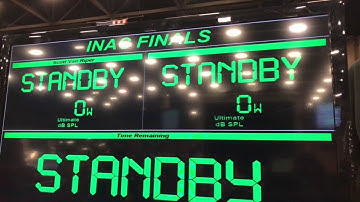 INAC FINALS
Scott Van Riper
STANDBY STANDBY
0W 0W
Ultimate Ultimate
dB SPL dB SPL
Time Remaining
STANDBY